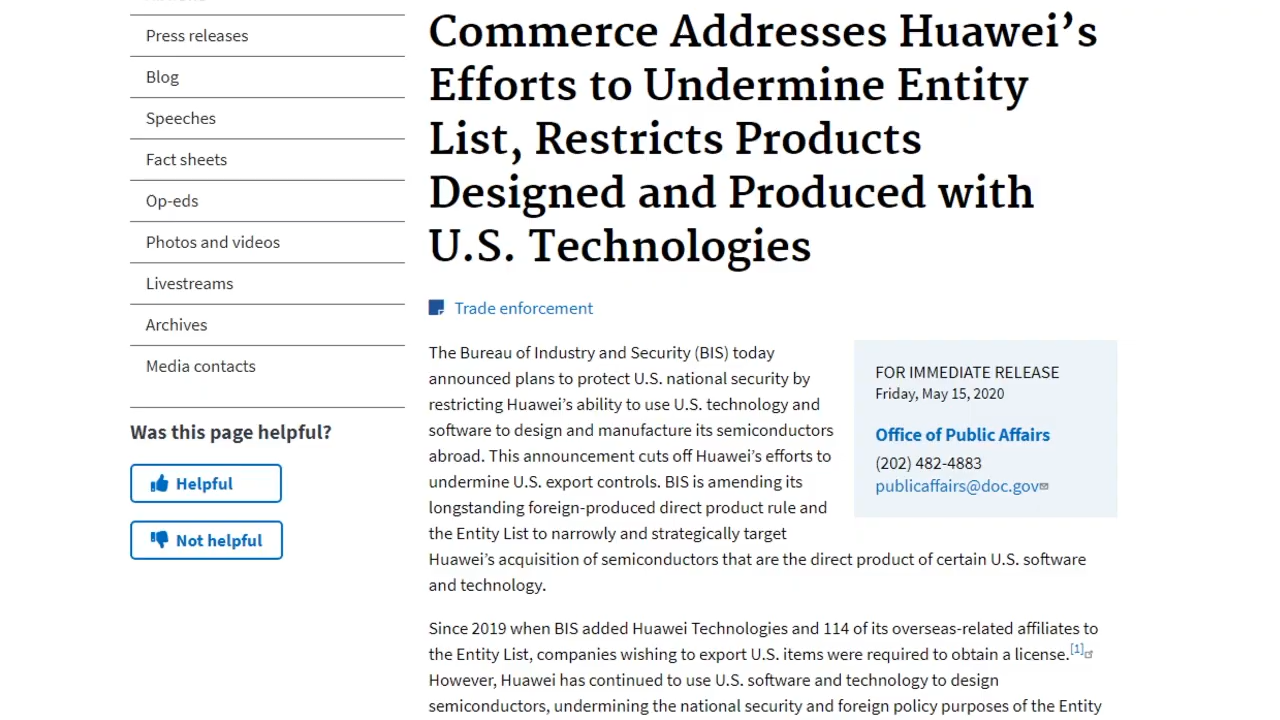 Press releases
Blog
Speeches
Fact sheets
Op-eds
Photos and videos
Livestreams
Archives
Media contacts
Was this page helpful?
Helpful
Not helpful
Commerce Addresses Huawei’s
Efforts to Undermine Entity
List, Restricts Products
Designed and Produced with
U.S. Technologies
Trade enforcement
The Bureau of Industry and Security (BIS) today
announced plans to protect U.S. national security by
restricting Huawei’s ability to use U.S. technology and
software to design and manufacture its semiconductors
abroad. This announcement cuts off Huawei’s efforts to
undermine U.S. export controls. BIS is amending its
longstanding foreign-produced direct product rule and
the Entity List to narrowly and strategically target
Huawei’s acquisition of semiconductors that are the direct product of certain U.S. software
and technology.
FOR IMMEDIATE RELEASE
Friday, May 15, 2020
Office of Public Affairs
(202) 482-4883
publicaffairs@doc.gov
Since 2019 when BIS added Huawei Technologies and 114 of its overseas-related affiliates to
the Entity List, companies wishing to export U.S. items were required to obtain a license.[1]
However, Huawei has continued to use U.S. software and technology to design
semiconductors, undermining the national security and foreign policy purposes of the Entity